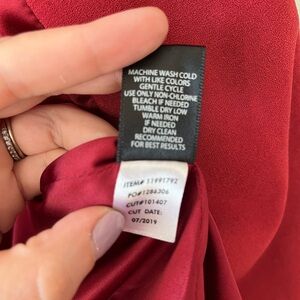 MACHINE WASH COLD
WITH LIKE COLORS
GENTLE CYCLE
USE ONLY NON-CHLORINE
BLEACH IF NEEDED
TUMBLE DRY LOW
WARM IRON
IF NEEDED
DRY CLEAN
RECOMMENDED
FOR BEST RESULTS
ITEM# 11991792
PO#1286306
CUT#101407
CUT DATE:
07/2019